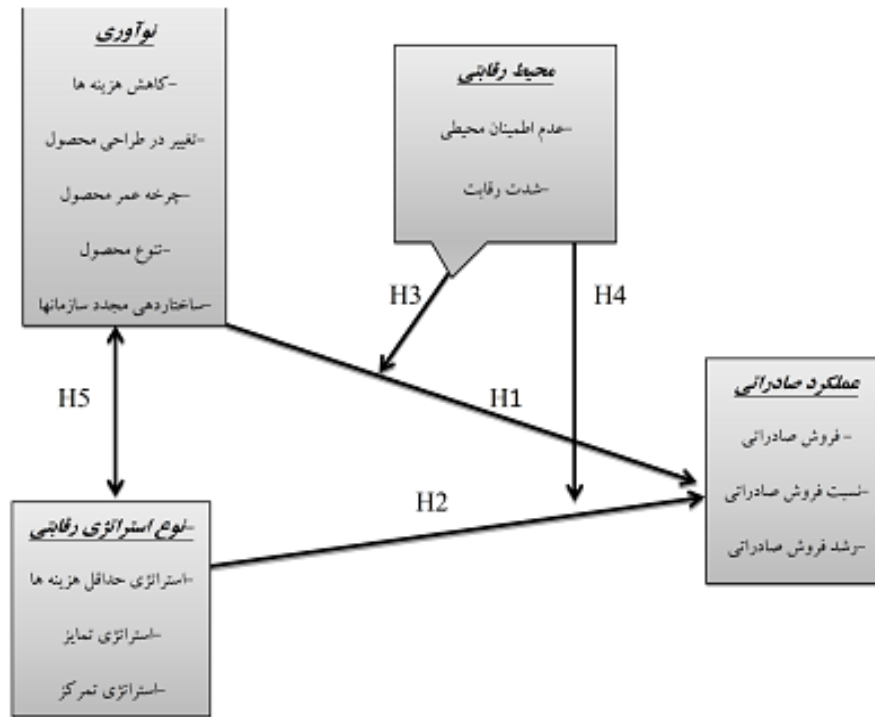 نوآوری
-کاهش هزینه ها
-تغییر در طراحی محصول
-چرخه عمر محصول
-تنوع محصول
-ساختاردهی مجدد سازمانها
محیط رقابتی
-عدم اطمینان محیطی
-شدت رقابت
H3
H4
H5
H1
H2
عملکرد صادراتی
- فروش صادراتی
-نسبت فروش صادراتی
-رشد فروش صادراتی
-نوع استراتژی رقابتی
-استراتژی حداقل هزینه ها
-استراتژی تمایز
-استراتژی تمرکز